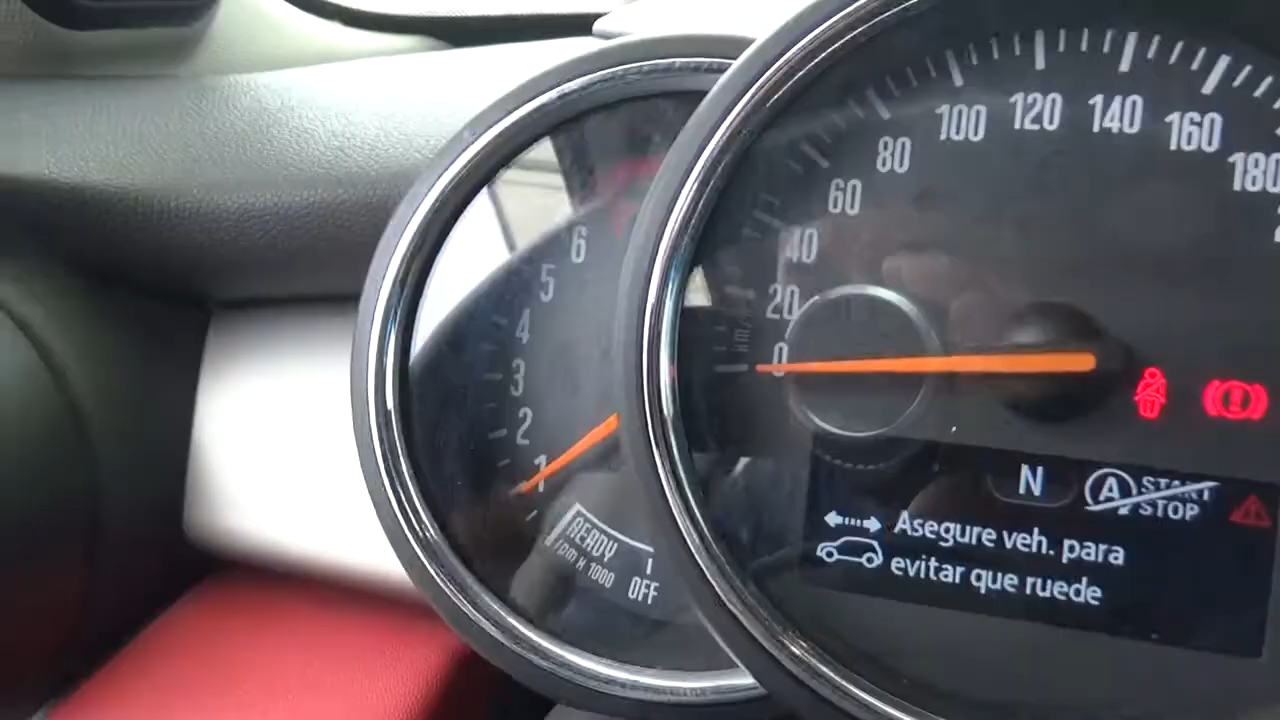 6
5
4
3
2
1
READY
rpm x 1000
OFF
0
20
40
60
80
100
120
140
160
180
km/h
N
A START
STOP
Asegure veh. para
evitar que ruede